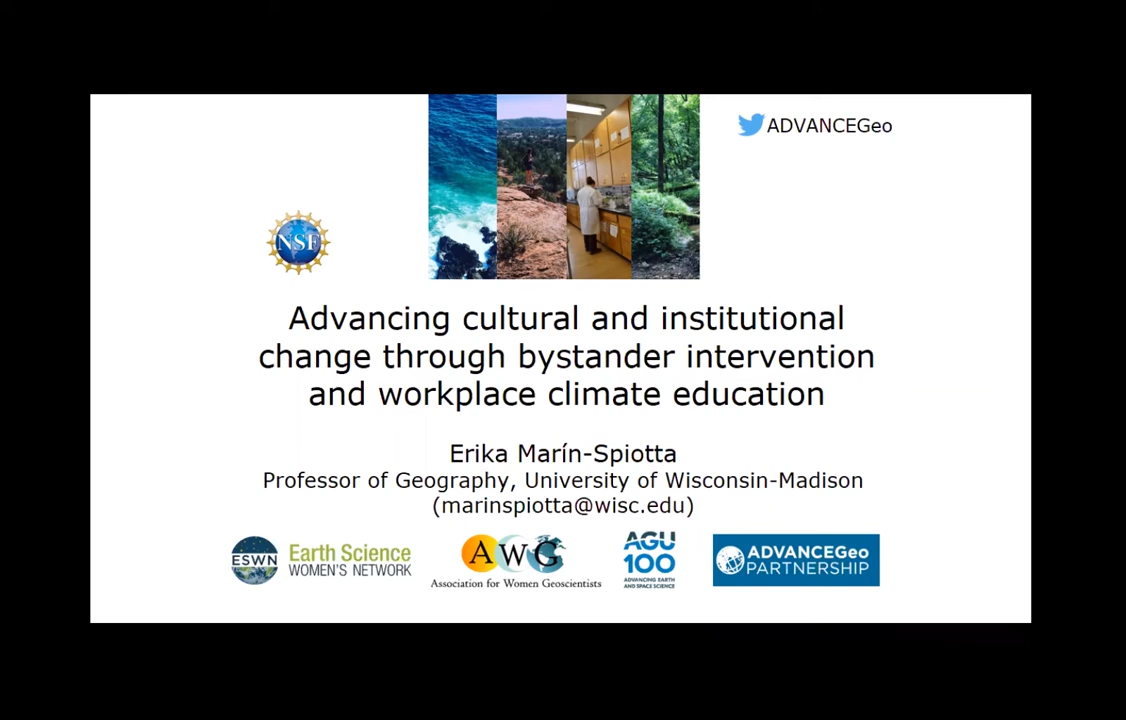 ADVANCEGeo
NSF
Advancing cultural and institutional
change through bystander intervention
and workplace climate education
Erika Marín-Spiotta
Professor of Geography, University of Wisconsin-Madison
(marinspiotta@wisc.edu)
ESWN
Earth Science
WOMEN'S NETWORK
AWG
Association for Women Geoscientists
AGU
100
ADVANCING EARTH
AND SPACE SCIENCE
ADVANCEGeo
PARTNERSHIP